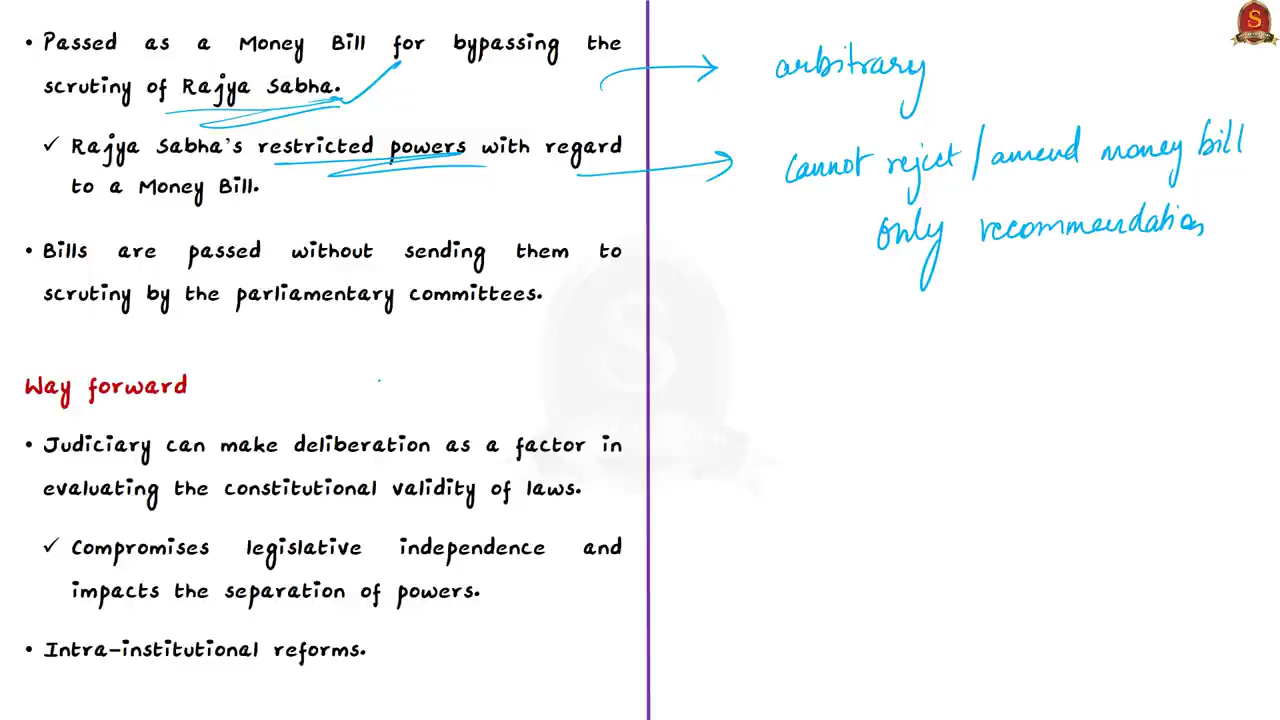 • Passed as a Money Bill for bypassing the
scrutiny of Rajya Sabha.
✓ Rajya Sabha's restricted powers with regard
to a Money Bill.
• Bills are passed without sending them to
scrutiny by the parliamentary committees.
Way forward
• Judiciary can make deliberation as a factor in
evaluating the constitutional validity of laws.
✓ Compromises legislative independence and
impacts the separation of powers.
• Intra-institutional reforms.
arbitrary
cannot reject / amend money bill
only recommendation
S